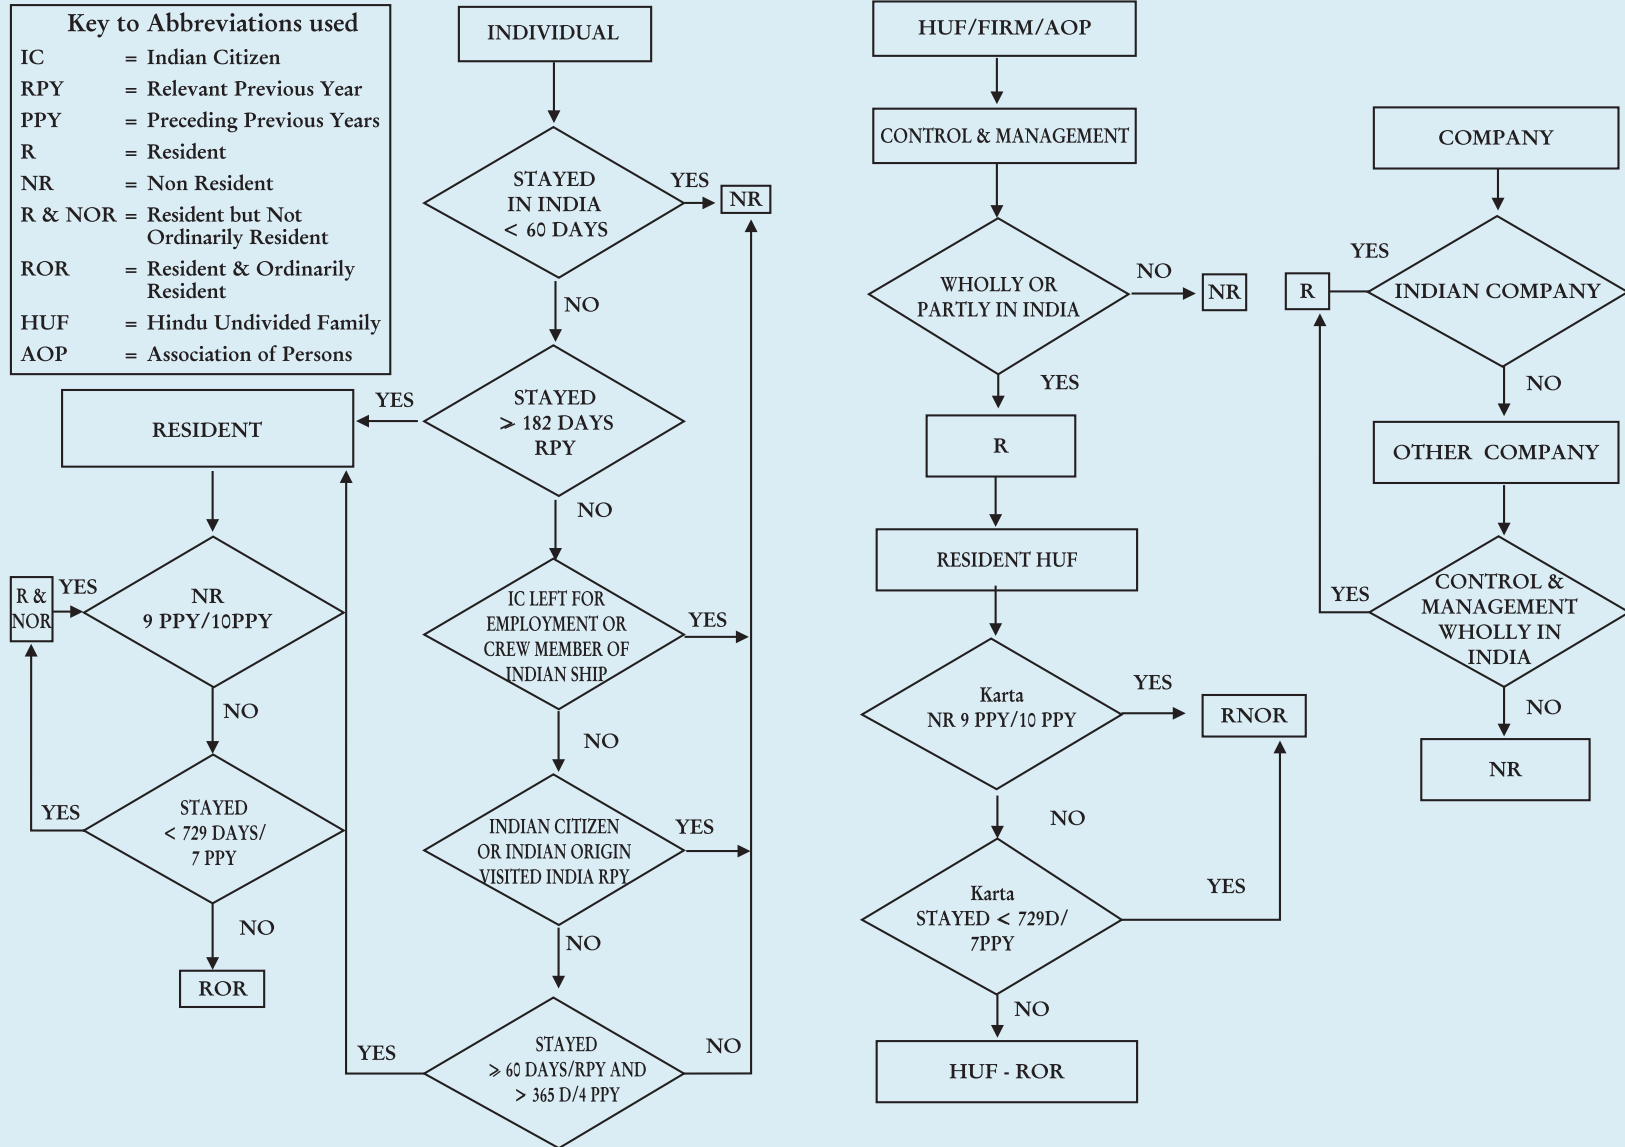 Key to Abbreviations used
IC = Indian Citizen
RPY = Relevant Previous Year
PPY = Preceding Previous Years
R = Resident
NR = Non Resident
R & NOR = Resident but Not
Ordinarily Resident
ROR = Resident & Ordinarily
Resident
HUF = Hindu Undivided Family
AOP = Association of Persons
INDIVIDUAL
STAYED
IN INDIA
< 60 DAYS
YES
NR
NO
STAYED
⩾ 182 DAYS
RPY
YES
RESIDENT
NO
NR
9 PPY/10PPY
YES
R &
NOR
NO
STAYED
< 729 DAYS/
7 PPY
YES
NO
ROR
IC LEFT FOR
EMPLOYMENT OR
CREW MEMBER OF
INDIAN SHIP
YES
NO
INDIAN CITIZEN
OR INDIAN ORIGIN
VISITED INDIA RPY
YES
NO
STAYED
⩾ 60 DAYS/RPY AND
> 365 D/4 PPY
YES
NO
HUF/FIRM/AOP
CONTROL & MANAGEMENT
WHOLLY OR
PARTLY IN INDIA
NO
NR
YES
R
RESIDENT HUF
Karta
NR 9 PPY/10 PPY
YES
RNOR
NO
Karta
STAYED < 729D/
7PPY
YES
NO
HUF - ROR
COMPANY
INDIAN COMPANY
YES
R
NO
OTHER COMPANY
CONTROL &
MANAGEMENT
WHOLLY IN
INDIA
YES
NO
NR